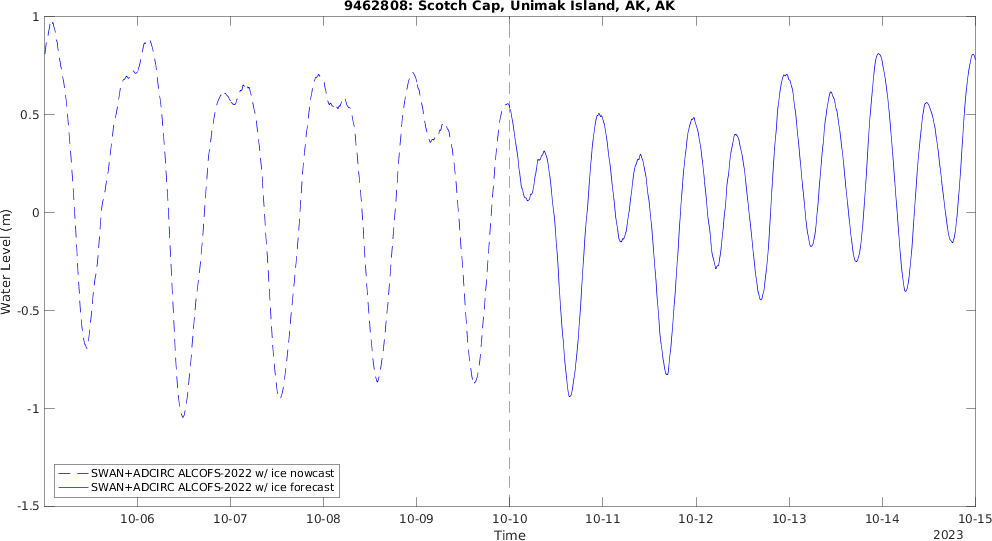 9462808: Scotch Cap, Unimak Island, AK, AK
1
0.5
0
-0.5
-1
-1.5
Water Level (m)
SWAN+ADCIRC ALCOFS-2022 w/ ice nowcast
SWAN+ADCIRC ALCOFS-2022 w/ ice forecast
10-06 10-07 10-08 10-09 10-10 10-11 10-12 10-13 10-14 10-15
Time
2023